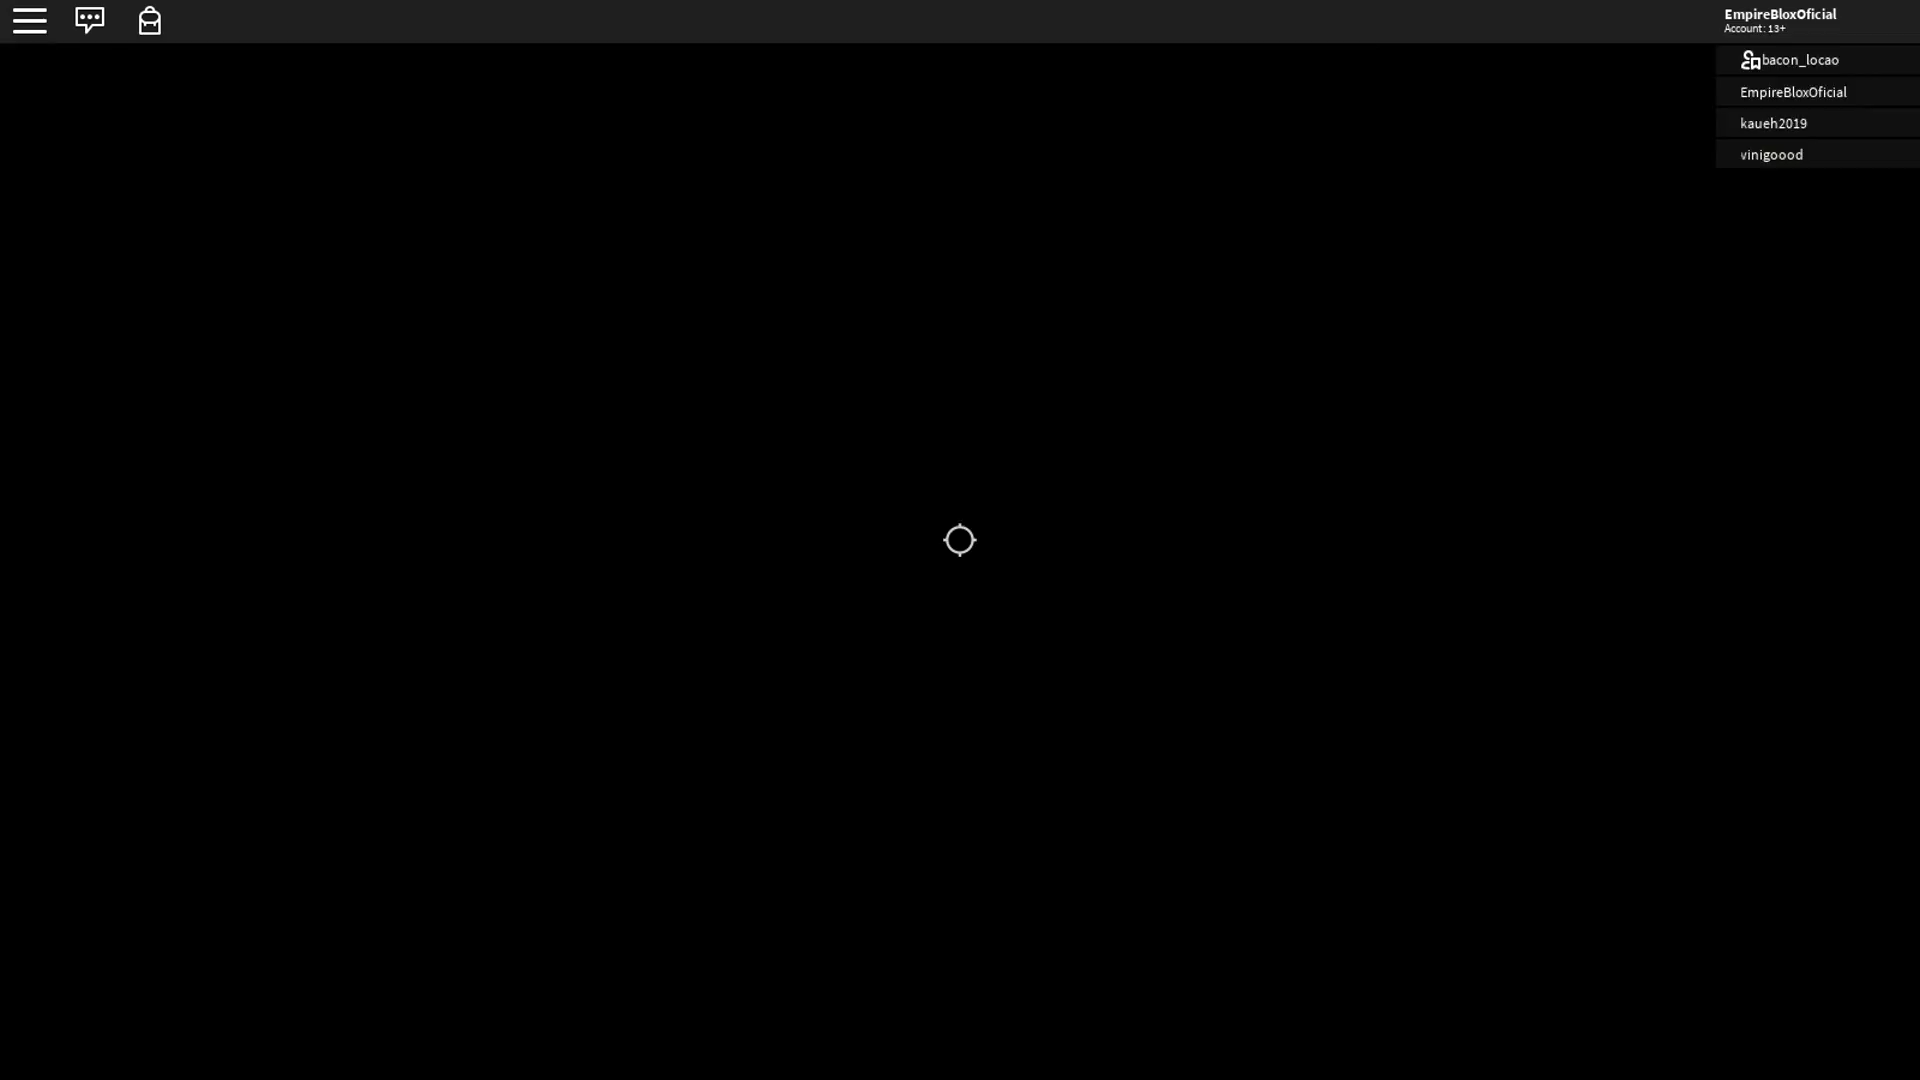 EmpireBloxOficial
Account: 13+
bacon_locao
EmpireBloxOficial
kaueh2019
vinigoood